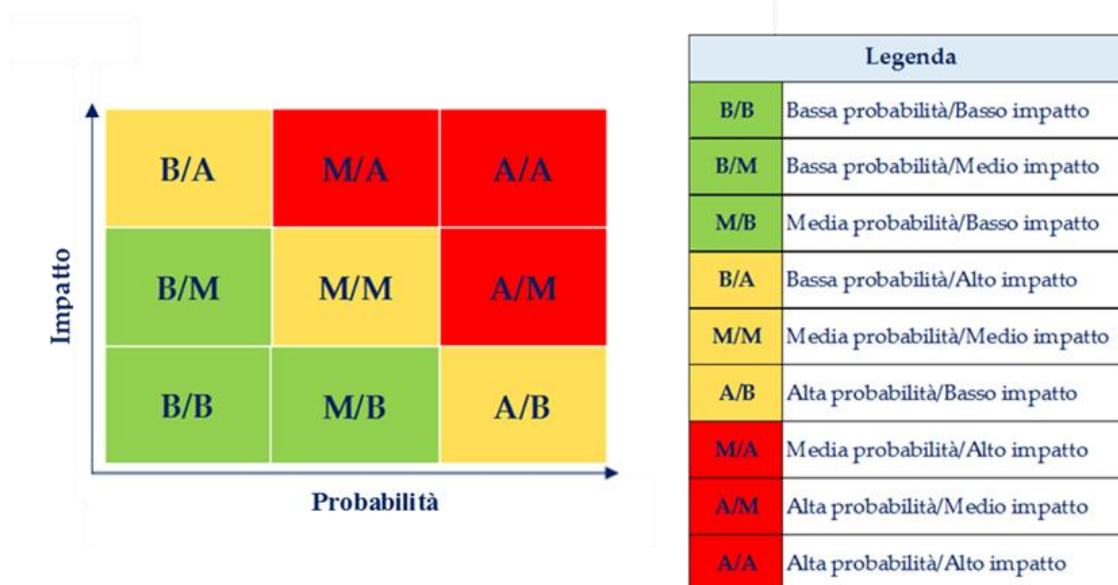 Impatto
B/A M/A A/A
B/M M/M A/M
B/B M/B A/B
Probabilità
Legenda
B/B Bassa probabilità/Basso impatto
B/M Bassa probabilità/Medio impatto
M/B Media probabilità/Basso impatto
B/A Bassa probabilità/Alto impatto
M/M Media probabilità/Medio impatto
A/B Alta probabilità/Basso impatto
M/A Media probabilità/Alto impatto
A/M Alta probabilità/Medio impatto
A/A Alta probabilità/Alto impatto